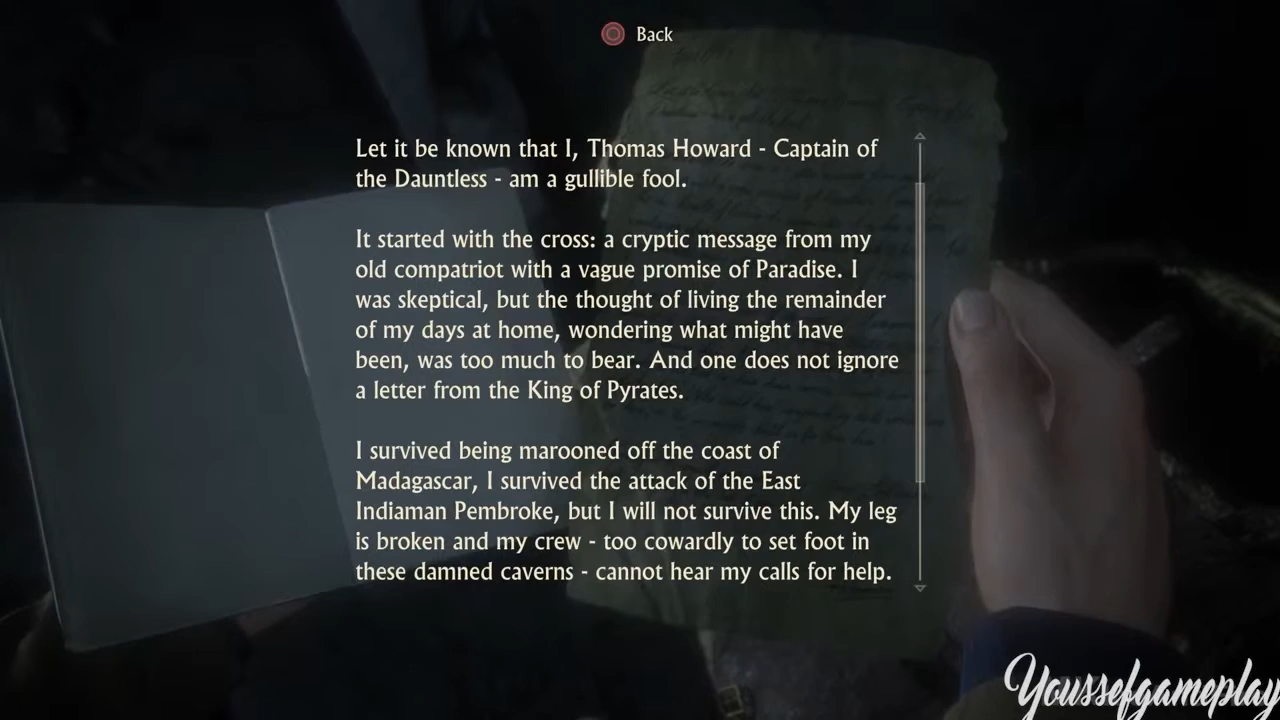 Back
Let it be known that I, Thomas Howard - Captain of
the Dauntless - am a gullible fool.
It started with the cross: a cryptic message from my
old compatriot with a vague promise of Paradise. I
was skeptical, but the thought of living the remainder
of my days at home, wondering what might have
been, was too much to bear. And one does not ignore
a letter from the King of Pyrates.
I survived being marooned off the coast of
Madagascar, I survived the attack of the East
Indiaman Pembroke, but I will not survive this. My leg
is broken and my crew - too cowardly to set foot in
these damned caverns - cannot hear my calls for help.
Youssefgameplay